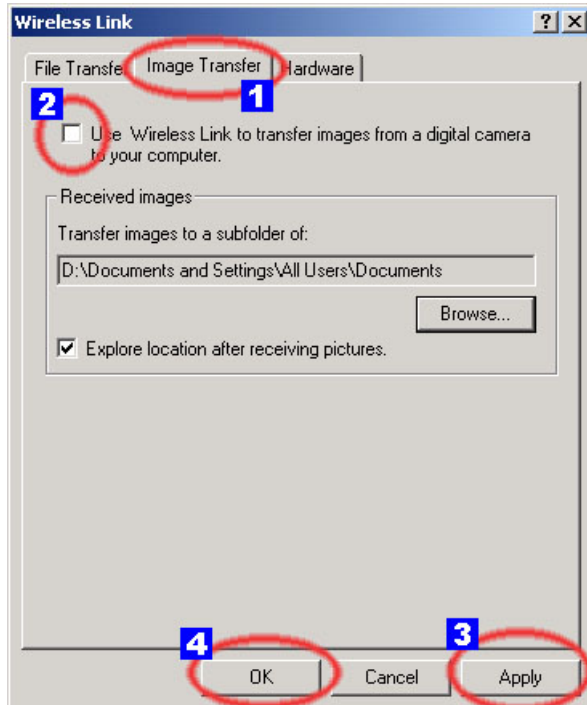 Wireless Link
File Transfer Image Transfer Hardware
1
2
Use Wireless Link to transfer images from a digital camera
to your computer.
Received images
Transfer images to a subfolder of:
D:\Documents and Settings\All Users\Documents
Browse...
Explore location after receiving pictures.
4 3
OK Cancel Apply